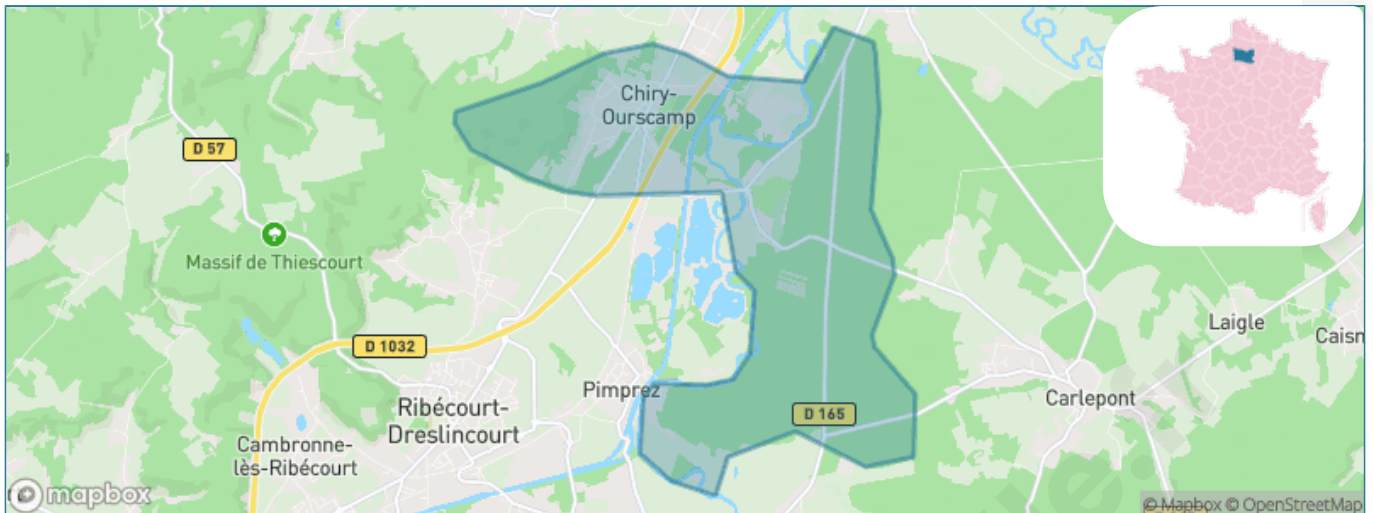 Chiry-
Ourscamp
D 57
Massif de Thiescourt
D 1032
Laigle
Pimprez
Carlepont
Ribécourt-
Dreslincourt
D 165
Cambronne-
lès-Ribécourt
mapbox
© Mapbox © OpenStreetMap